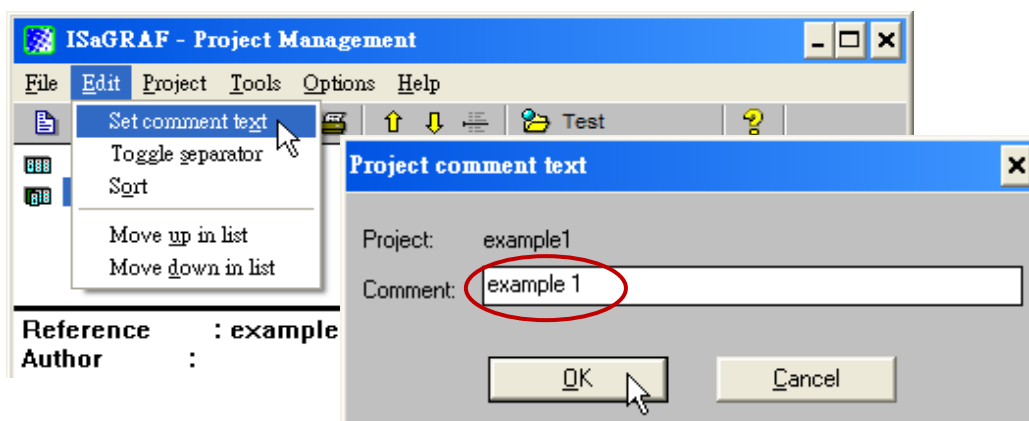 ISaGRAF - Project Management
File Edit Project Tools Options Help
Test
Set comment text
Toggle separator
Sort
Move up in list
Move down in list
Reference : example
Author :
Project comment text
Project: example1
Comment: example 1
OK Cancel